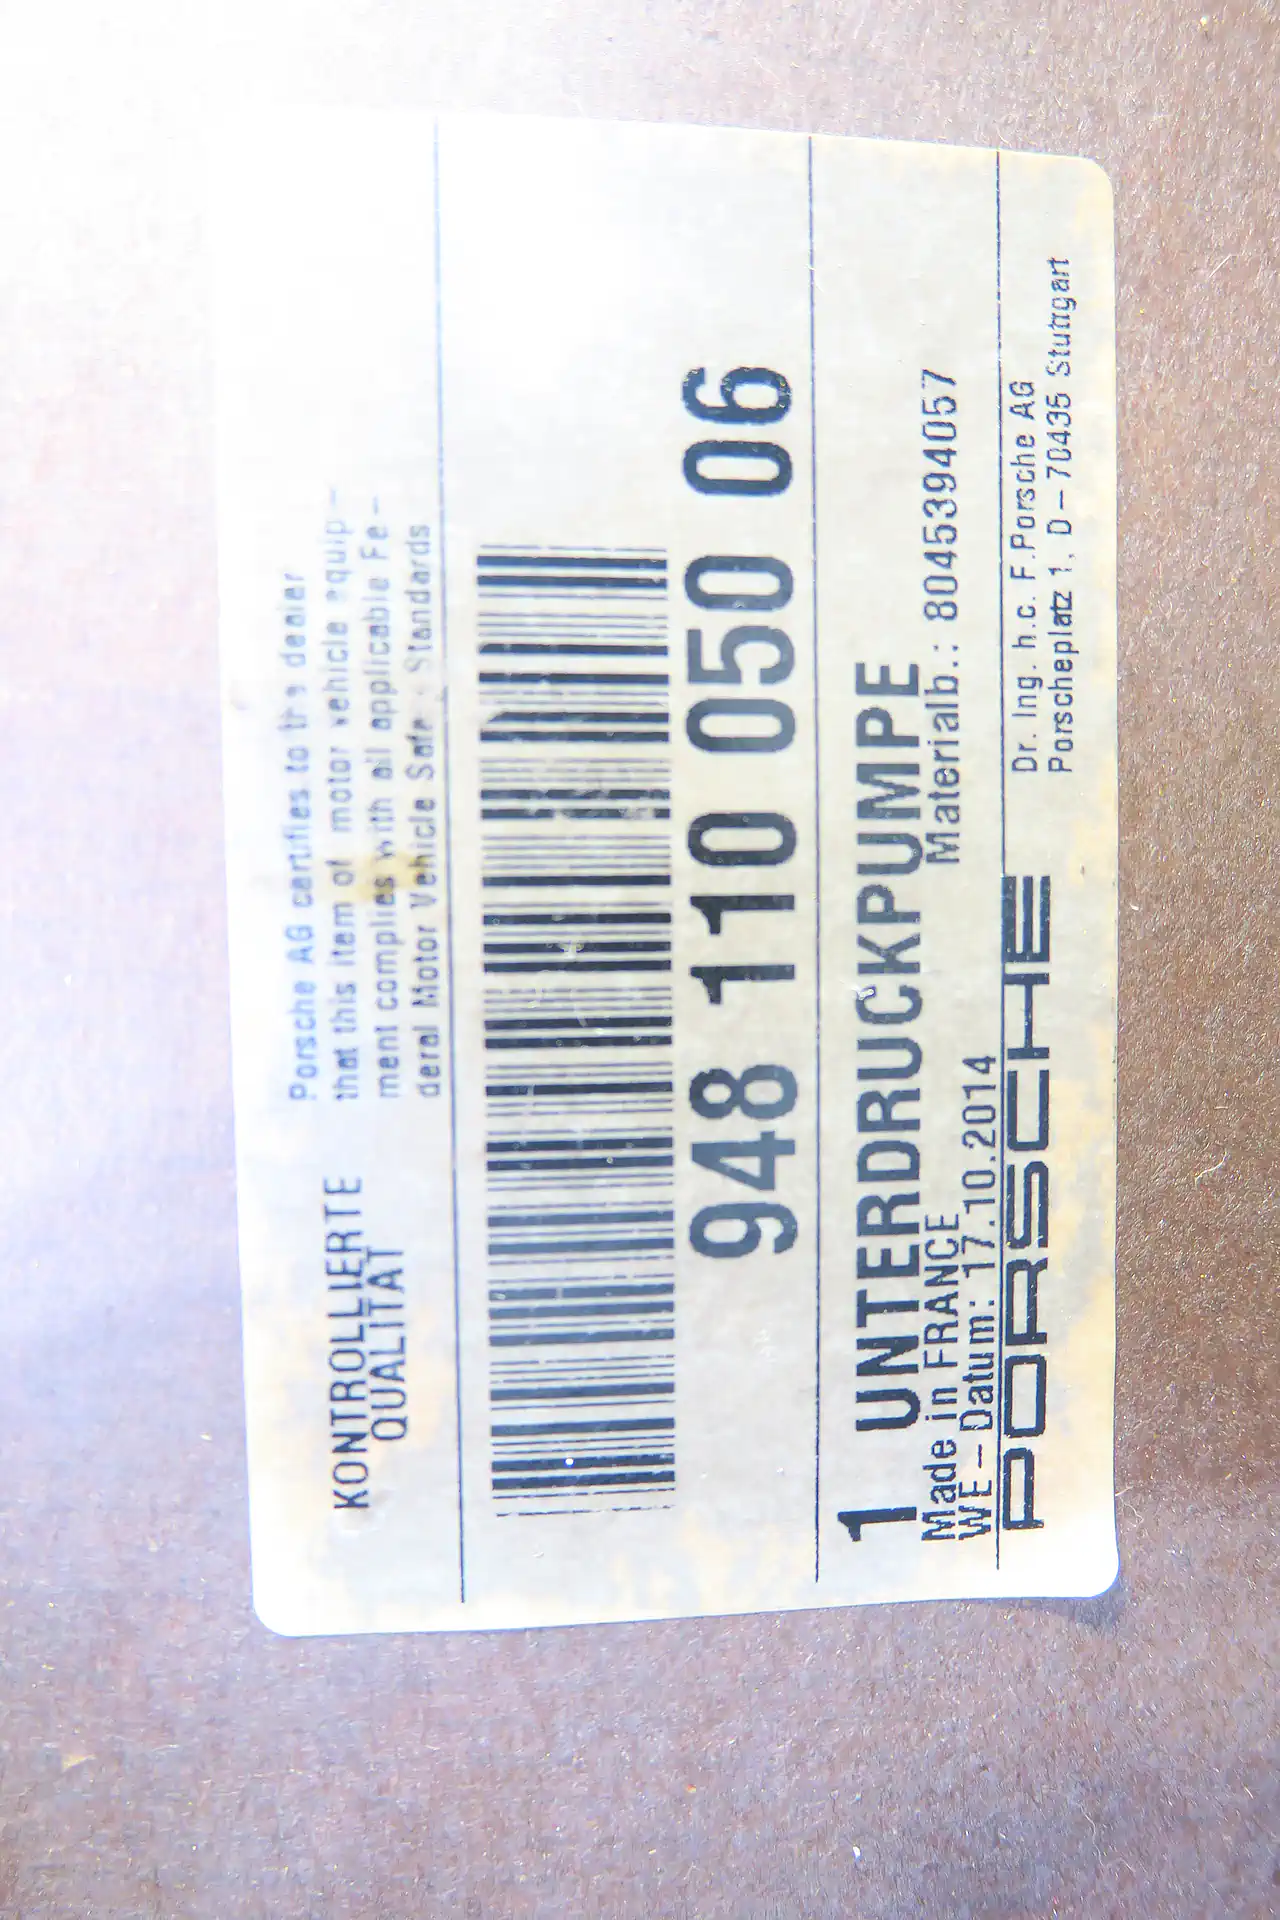 KONTROLLIERTE
QUALITÄT
Porsche AG certifies to the dealer
that this item of motor vehicle equip-
ment complies with all applicable Fe-
deral Motor Vehicle Safety Standards
948 110 050 06
1 UNTERDRUCKPUMPE
Made in FRANCE Materialb.: 8045394057
WE-Datum: 17.10.2014
PORSCHE
Dr. Ing. h.c. F.Porsche AG
Porscheplatz 1, D-70435 Stuttgart